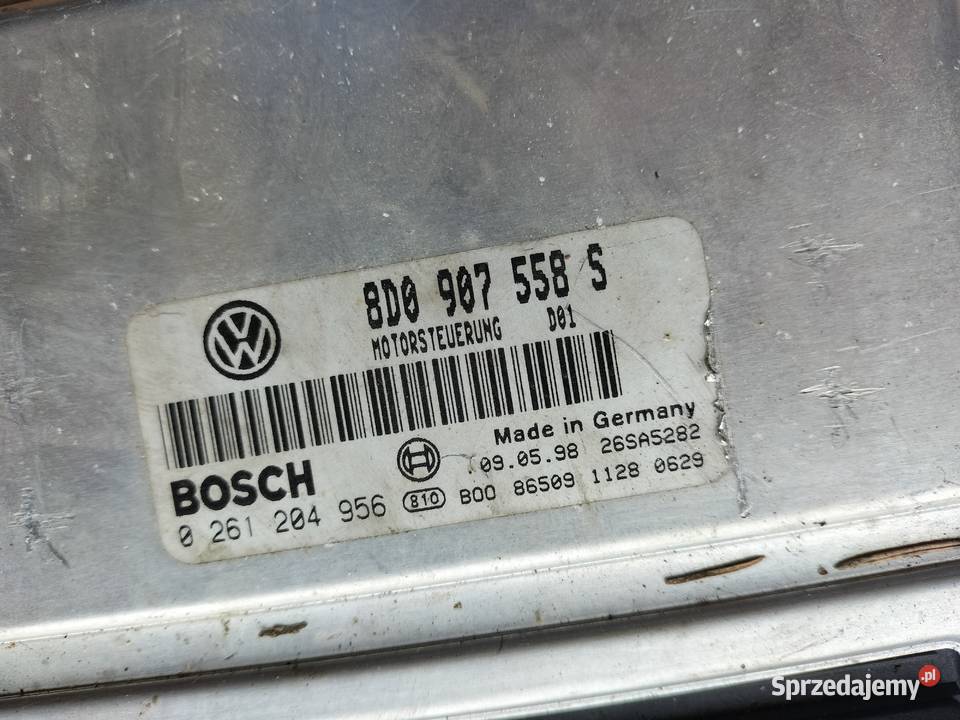 8D0 907 558 S
MOTORSTEUERUNG D01
Made in Germany
BOSCH
09.05.98 26SA5282
0 261 204 956 810 B00 86509 1128 0629
Sprzedajemy.pl